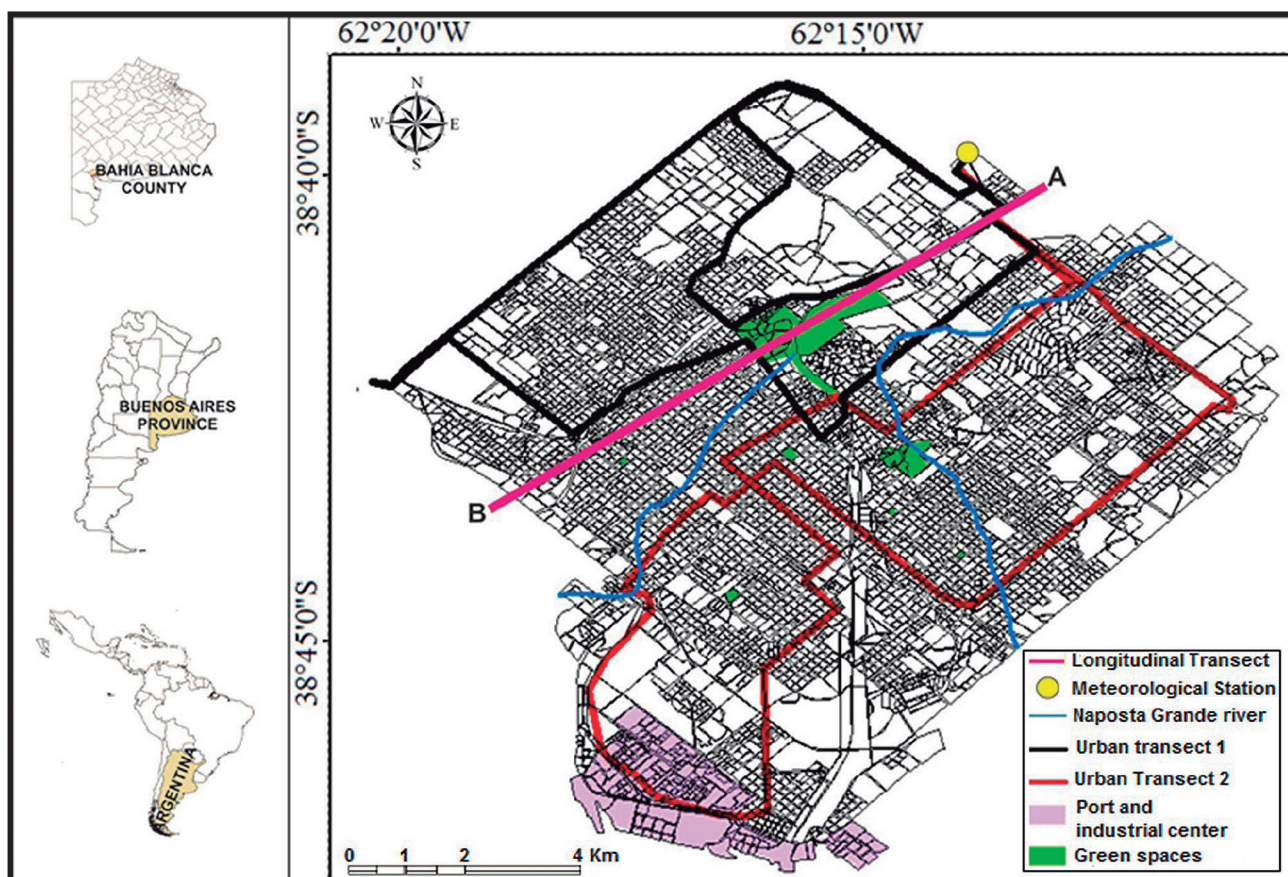 62°20'0"W
62°15'0"W
38°40'0"S
38°45'0"S
N
W
E
S
A
B
BAHIA BLANCA
COUNTY
BUENOS AIRES
PROVINCE
ARGENTINA
0 1 2 4 Km
Longitudinal Transect
Meteorological Station
Naposta Grande river
Urban transect 1
Urban Transect 2
Port and
industrial center
Green spaces